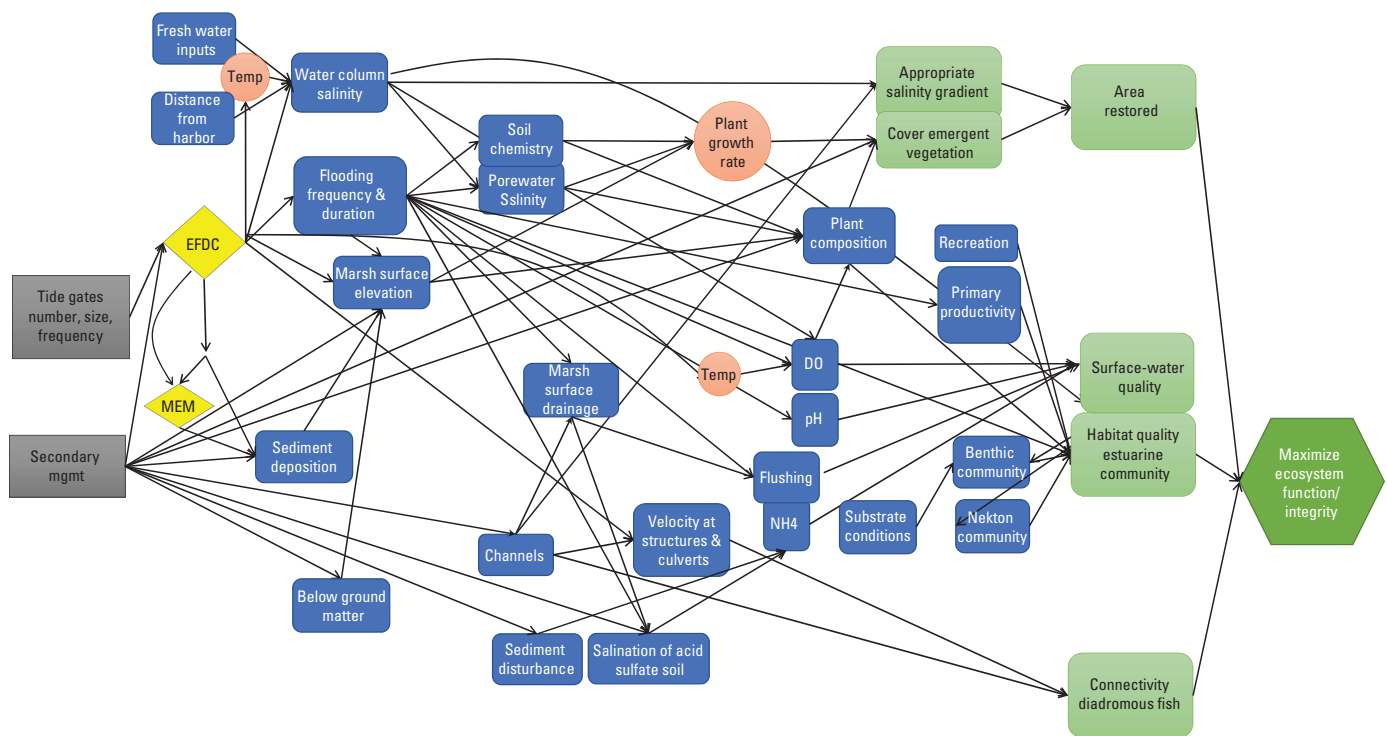 Fresh water
inputs
Temp
Water column
salinity
Distance
from
harbor
Appropriate
salinity gradient
Area
restored
Soil
chemistry
Plant
growth
rate
Cover emergent
vegetation
Flooding
frequency &
duration
Porewater
Sslinity
EFDC
Plant
composition
Recreation
Marsh surface
elevation
Primary
productivity
Tide gates
number, size,
frequency
Marsh
surface
drainage
Temp
DO
Surface-water
quality
MEM
pH
Secondary
mgmt
Sediment
deposition
Flushing
Benthic
community
Habitat quality
estuarine
community
Maximize
ecosystem
function/
integrity
NH4
Substrate
conditions
Nekton
community
Channels
Velocity at
structures &
culverts
Below ground
matter
Sediment
disturbance
Salination of acid
sulfate soil
Connectivity
diadromous fish